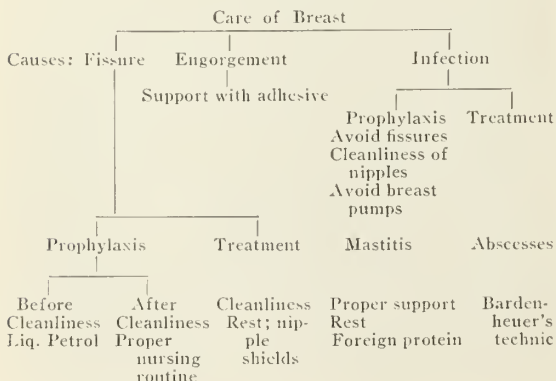 Care of Breast
Causes: Fissure Engorgement Infection
Support with adhesive
Prophylaxis Treatment
Avoid fissures
Cleanliness of
nipples
Avoid breast
pumps
Prophylaxis Treatment Mastitis Abscesses
Before After Cleanliness Proper support Barden-
Cleanliness Cleanliness Rest; nip- Rest heuer's
Liq. Petrol Proper ple Foreign protein technic
nursing shields
routine